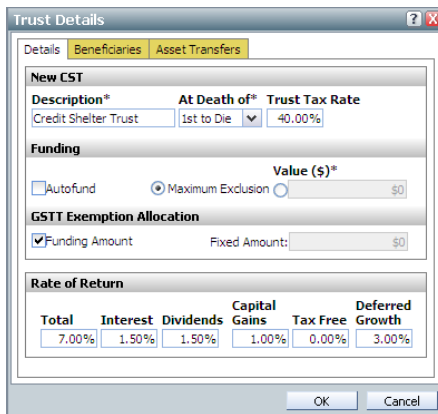 Trust Details ? X
Details Beneficiaries Asset Transfers
New CST
Description* At Death of* Trust Tax Rate
Credit Shelter Trust 1st to Die 40.00%
Funding
Value ($)*
Autofund Maximum Exclusion $0
GSTT Exemption Allocation
Funding Amount Fixed Amount: $0
Rate of Return
Capital Deferred
Total Interest Dividends Gains Tax Free Growth
7.00% 1.50% 1.50% 1.00% 0.00% 3.00%
OK Cancel